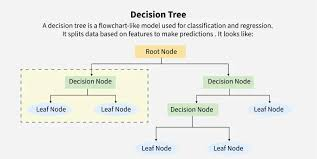 Decision Tree
A decision tree is a flowchart-like model used for classification and regression.
It splits data based on features to make predictions . It looks like:
Root Node
Decision Node
Decision Node
Leaf Node
Leaf Node
Decision Node
Leaf Node
Leaf Node
Leaf Node